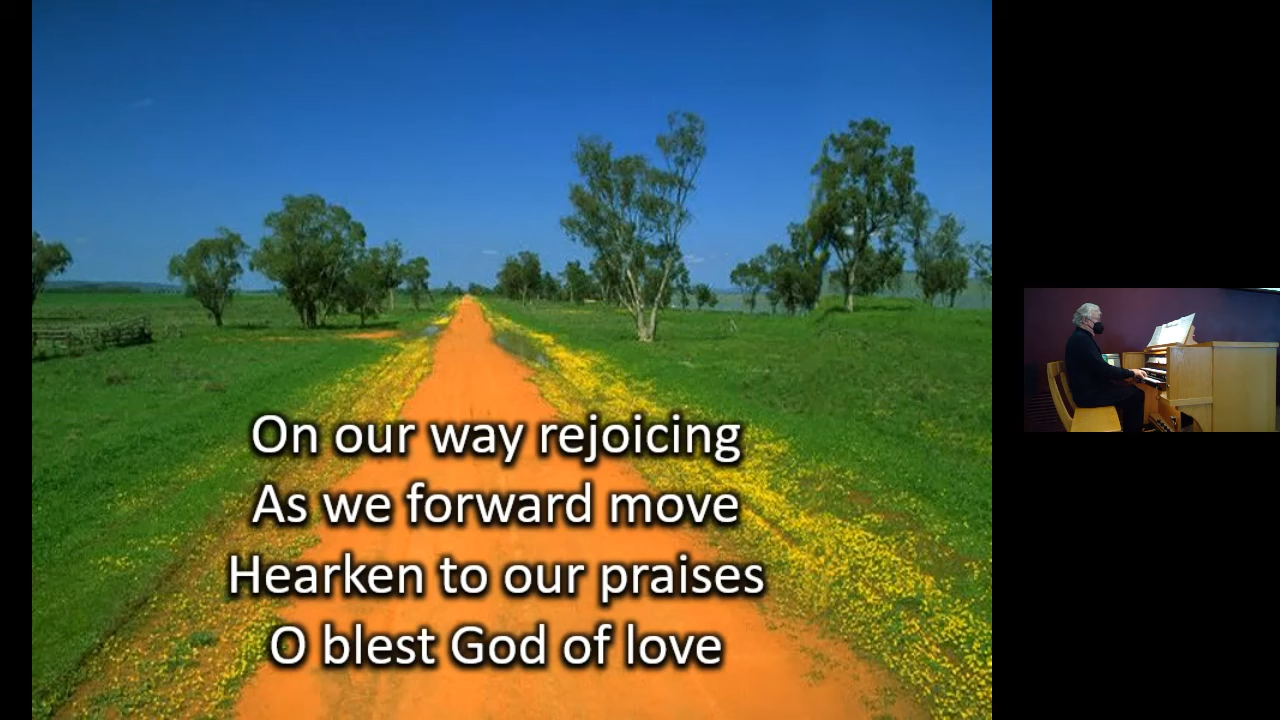 On our way rejoicing
As we forward move
Hearken to our praises
O blest God of love